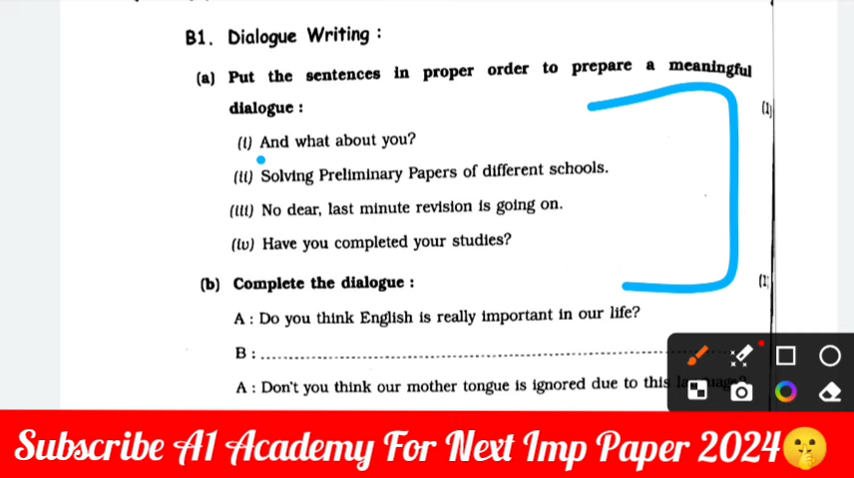 B1. Dialogue Writing :
(a) Put the sentences in proper order to prepare a meaningful
dialogue : (1)
(i) And what about you?
(ii) Solving Preliminary Papers of different schools.
(iii) No dear, last minute revision is going on.
(iv) Have you completed your studies?
(b) Complete the dialogue : (1)
A : Do you think English is really important in our life?
B : ................................................................
A : Don't you think our mother tongue is ignored due to this
Subscribe A1 Academy For Next Imp Paper 2024🤫